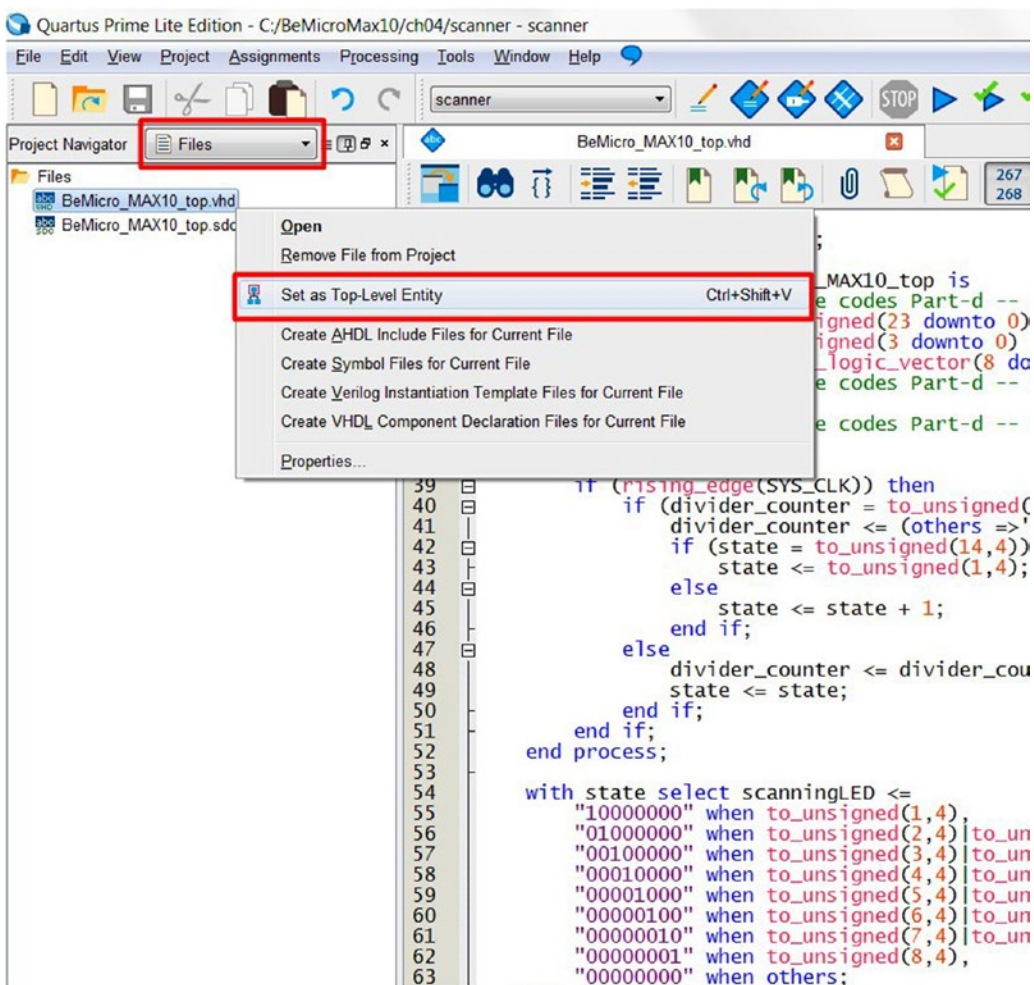 Quartus Prime Lite Edition - C:/BeMicroMax10/ch04/scanner - scanner
File Edit View Project Assignments Processing Tools Window Help
scanner
STOP
Project Navigator
Files
abc
BeMicro_MAX10_top.vhd
Files
BeMicro_MAX10_top.vhd
BeMicro_MAX10_top.sdc
267
268
Open
Remove File from Project
Set as Top-Level Entity Ctrl+Shift+V
Create AHDL Include Files for Current File
Create Symbol Files for Current File
Create Verilog Instantiation Template Files for Current File
Create VHDL Component Declaration Files for Current File
Properties...
;
_MAX10_top is
e codes Part-d --
igned(23 downto 0)
igned(3 downto 0)
_logic_vector(8 do
e codes Part-d --
e codes Part-d --
39 if (rising_edge(SYS_CLK)) then
40 if (divider_counter = to_unsigned(
41 divider_counter <= (others =>'
42 if (state = to_unsigned(14,4))
43 state <= to_unsigned(1,4);
44 else
45 state <= state + 1;
46 end if;
47 else
48 divider_counter <= divider_cou
49 state <= state;
50 end if;
51 end if;
52 end process;
53
54 with state select scanningLED <=
55 "10000000" when to_unsigned(1,4),
56 "01000000" when to_unsigned(2,4)|to_un
57 "00100000" when to_unsigned(3,4)|to_un
58 "00010000" when to_unsigned(4,4)|to_un
59 "00001000" when to_unsigned(5,4)|to_un
60 "00000100" when to_unsigned(6,4)|to_un
61 "00000010" when to_unsigned(7,4)|to_un
62 "00000001" when to_unsigned(8,4),
63 "00000000" when others;